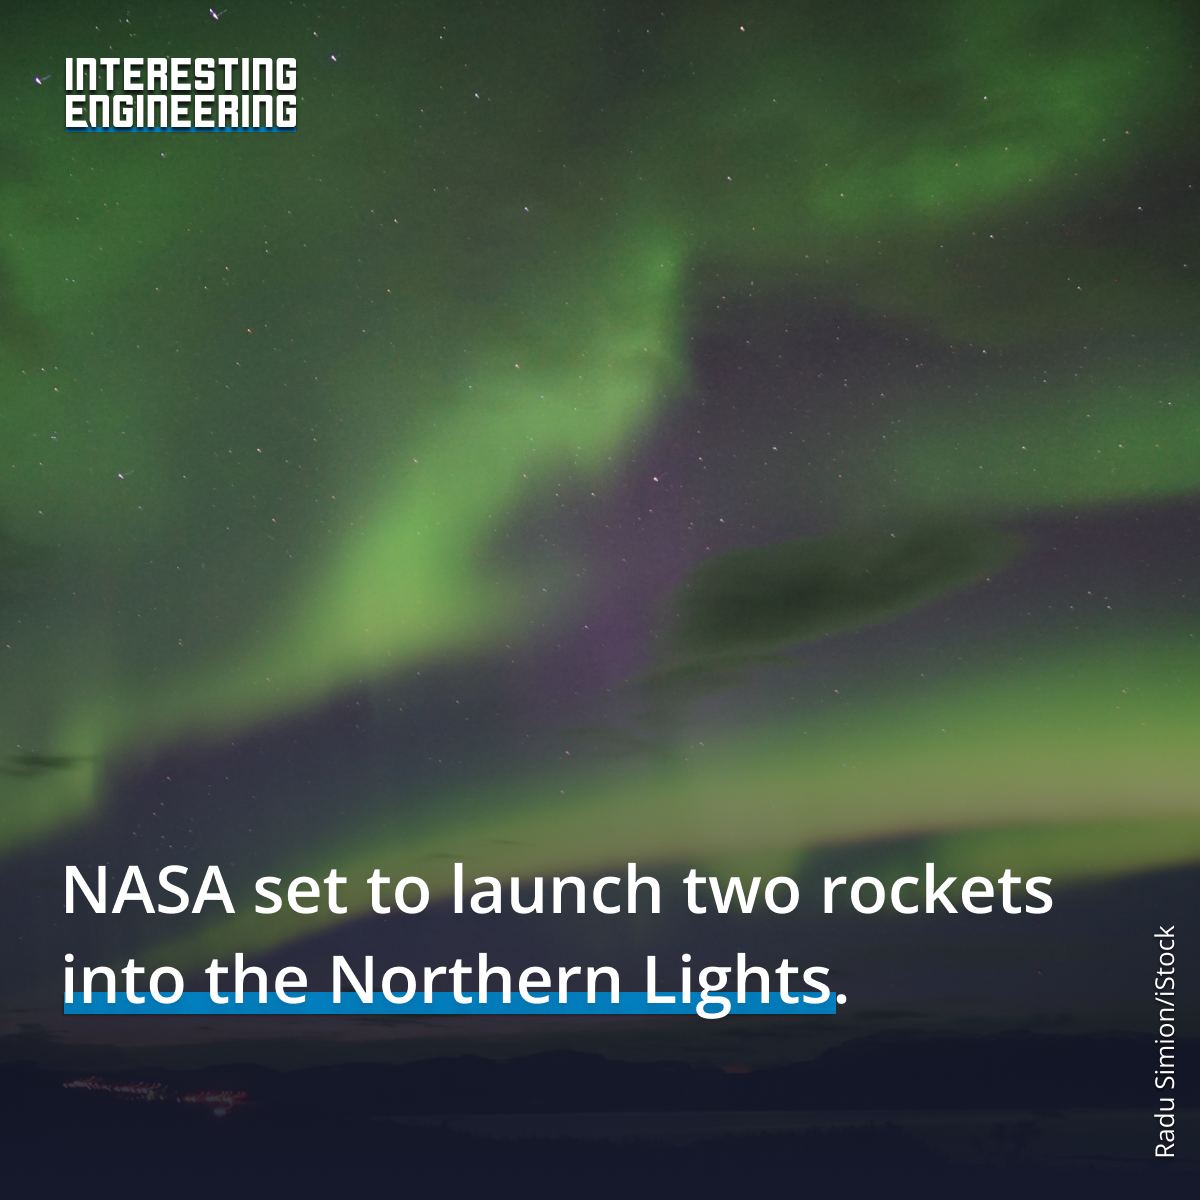 INTERESTING
ENGINEERING
NASA set to launch two rockets
into the Northern Lights.
Radu Simion/iStock